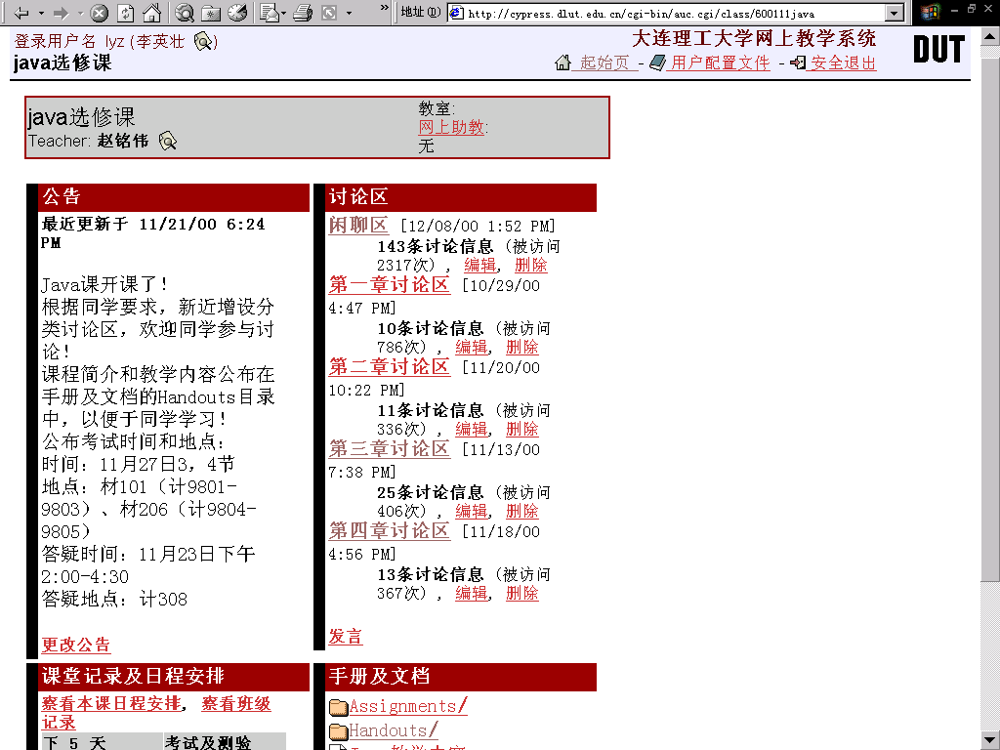 地址(D)
http://cypress.dlut.edu.cn/cgi-bin/auc.cgi/class/600111java
登录用户名 lyz (李英壮 )
java选修课
大连理工大学网上教学系统
起始页 - 用户配置文件 - 安全退出
DUT
java选修课
Teacher: 赵铭伟
教室:
网上助教:
无
公告
最近更新于 11/21/00 6:24
PM
Java课开课了!
根据同学要求，新近增设分
类讨论区，欢迎同学参与讨
论!
课程简介和教学内容公布在
手册及文档的Handouts目录
中，以便于同学学习!
公布考试时间和地点:
时间: 11月27日3，4节
地点: 材101（计9801-
9803）、材206（计9804-
9805）
答疑时间: 11月23日下午
2:00-4:30
答疑地点: 计308
更改公告
讨论区
闲聊区 [12/08/00 1:52 PM]
143条讨论信息（被访问
2317次）, 编辑, 删除
第一章讨论区 [10/29/00
4:47 PM]
10条讨论信息（被访问
786次）, 编辑, 删除
第二章讨论区 [11/20/00
10:22 PM]
11条讨论信息（被访问
336次）, 编辑, 删除
第三章讨论区 [11/13/00
7:38 PM]
25条讨论信息（被访问
406次）, 编辑, 删除
第四章讨论区 [11/18/00
4:56 PM]
13条讨论信息（被访问
367次）, 编辑, 删除
发言
课堂记录及日程安排
察看本课日程安排, 察看班级
记录
下 5 天 考试及测验
手册及文档
Assignments/
Handouts/